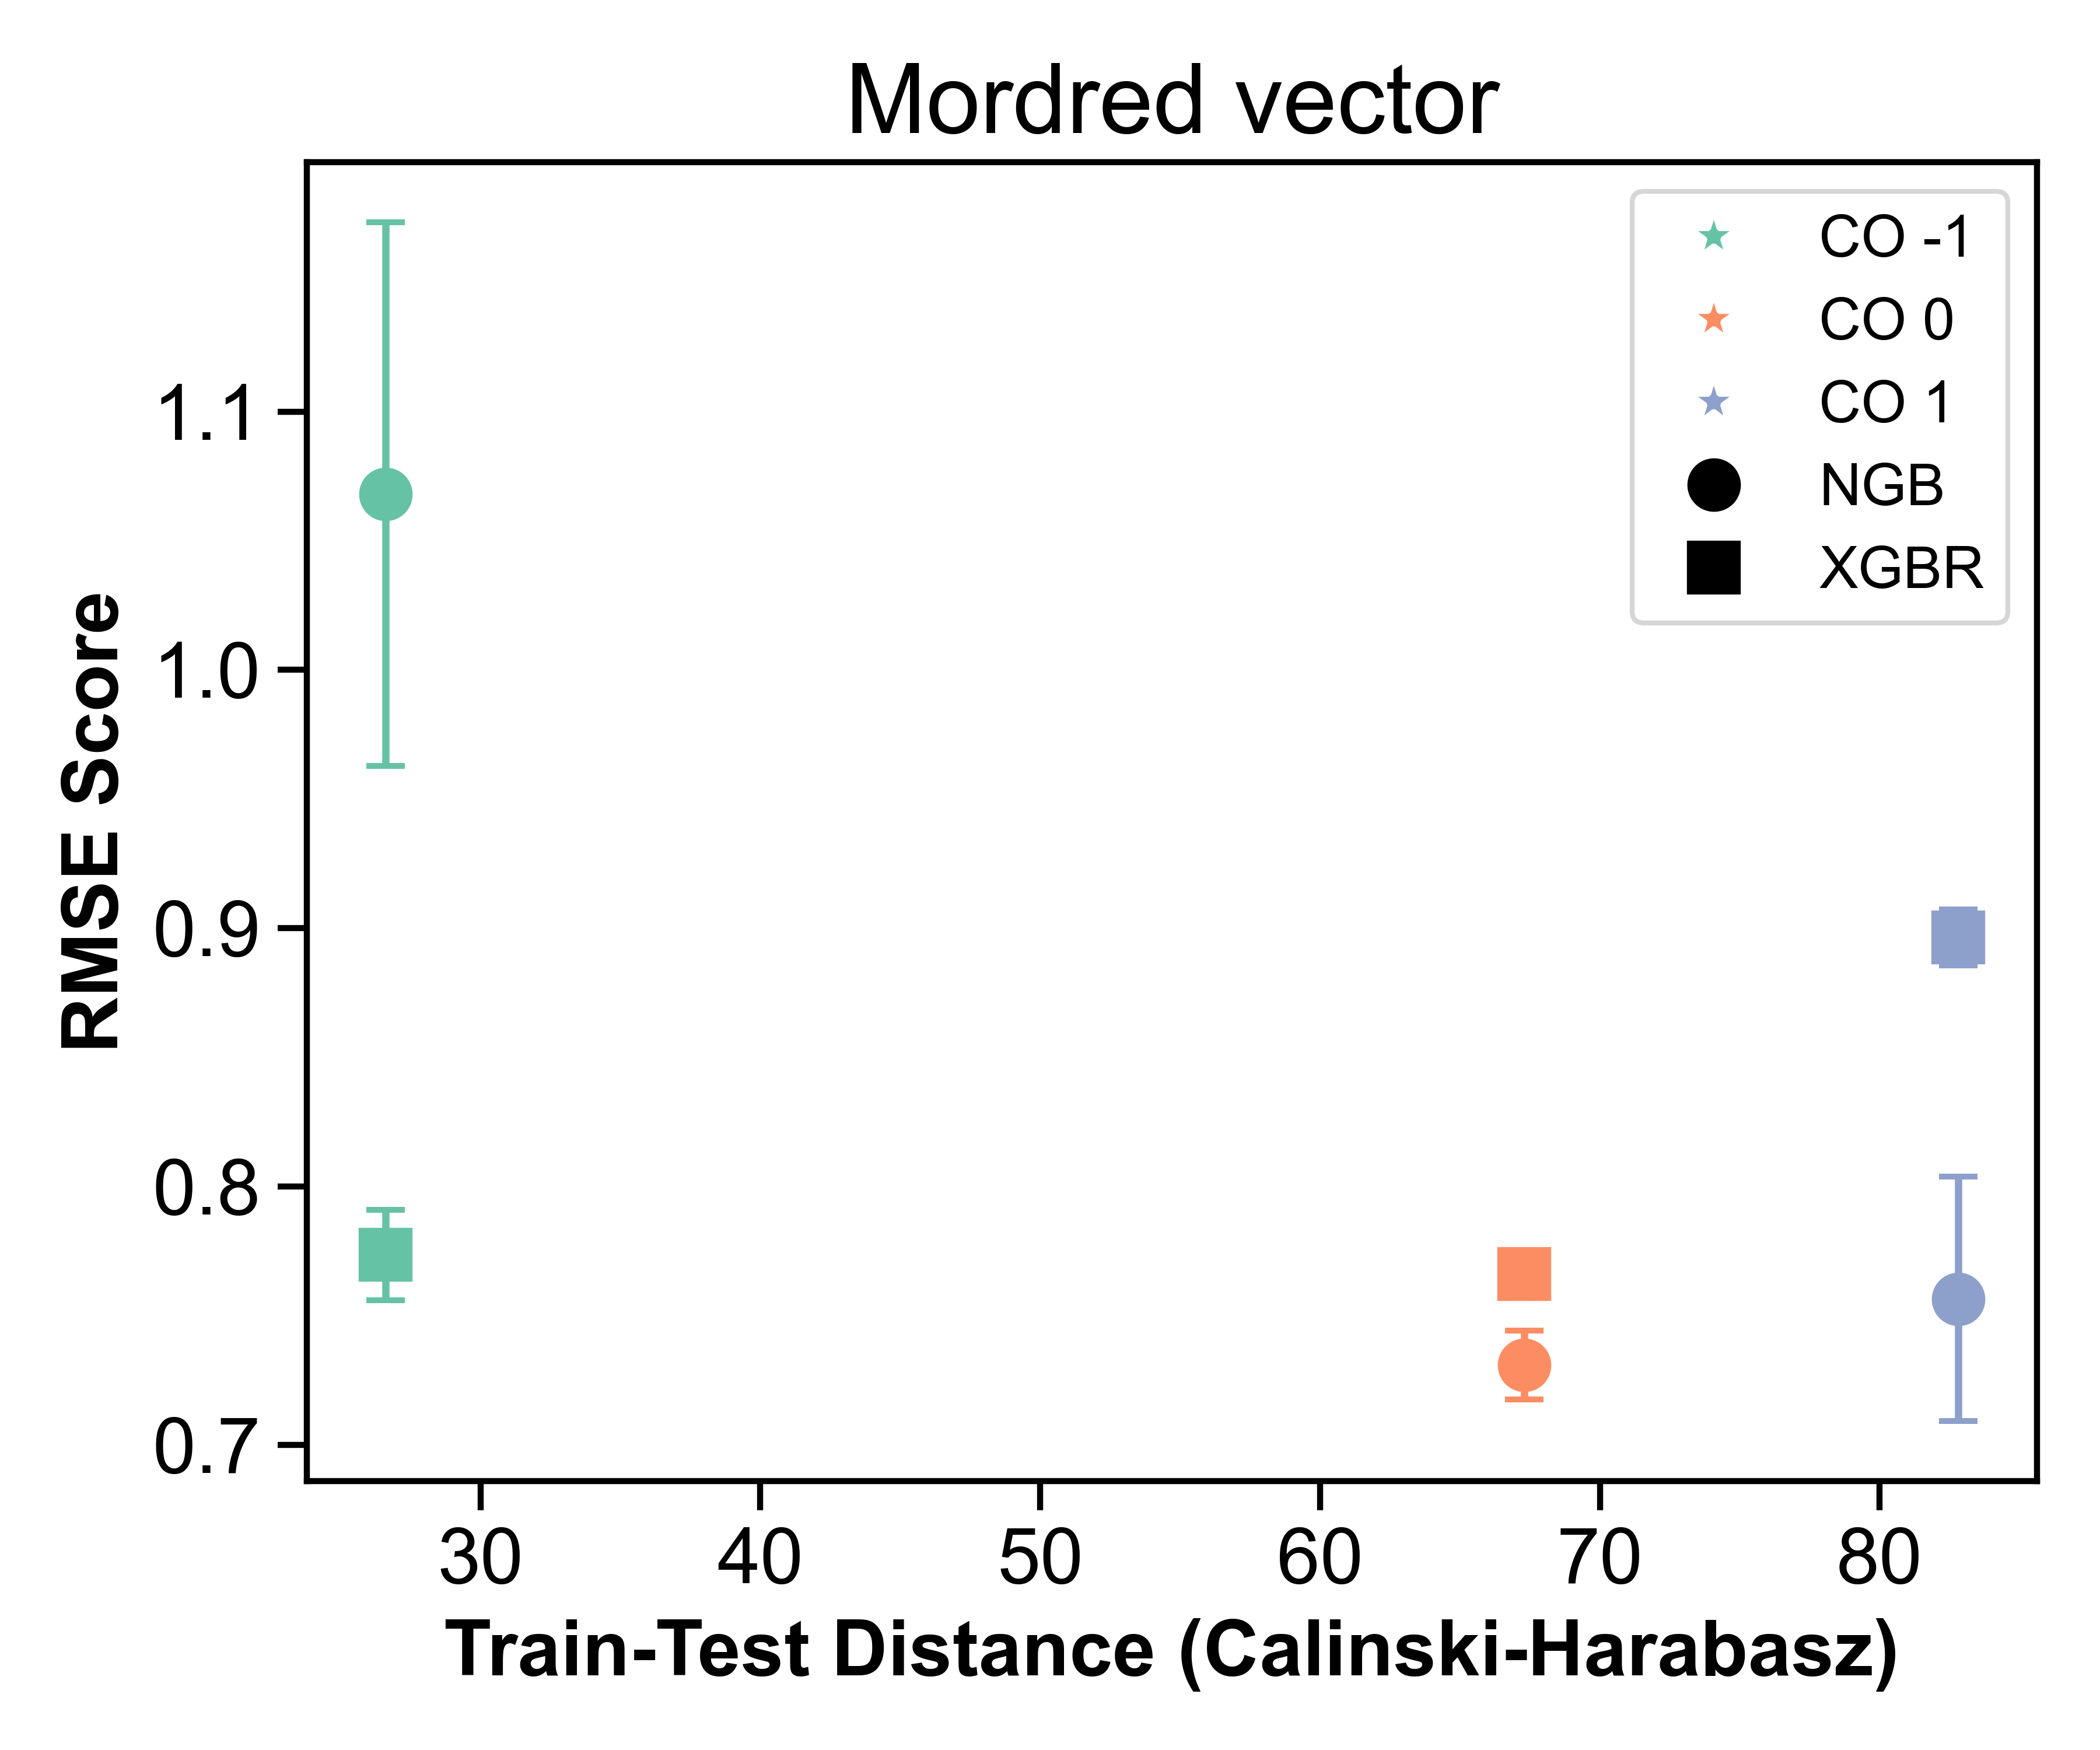 Mordred vector
CO -1
CO 0
CO 1
NGB
XGBR
RMSE Score
1.1
1.0
0.9
0.8
0.7
30 40 50 60 70 80
Train-Test Distance (Calinski-Harabasz)